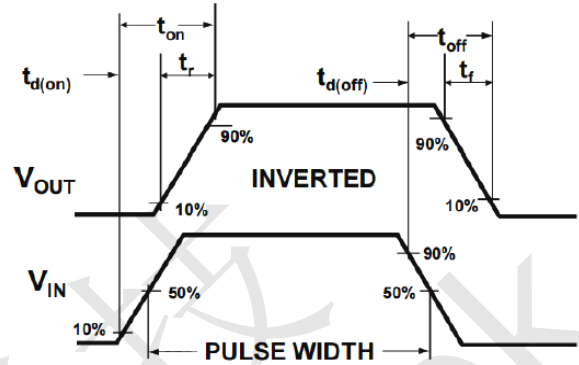 ton
toff
td(on)
tr
td(off)
tf
90%
90%
VOUT
INVERTED
10%
10%
VIN
90%
50%
50%
10%
PULSE WIDTH